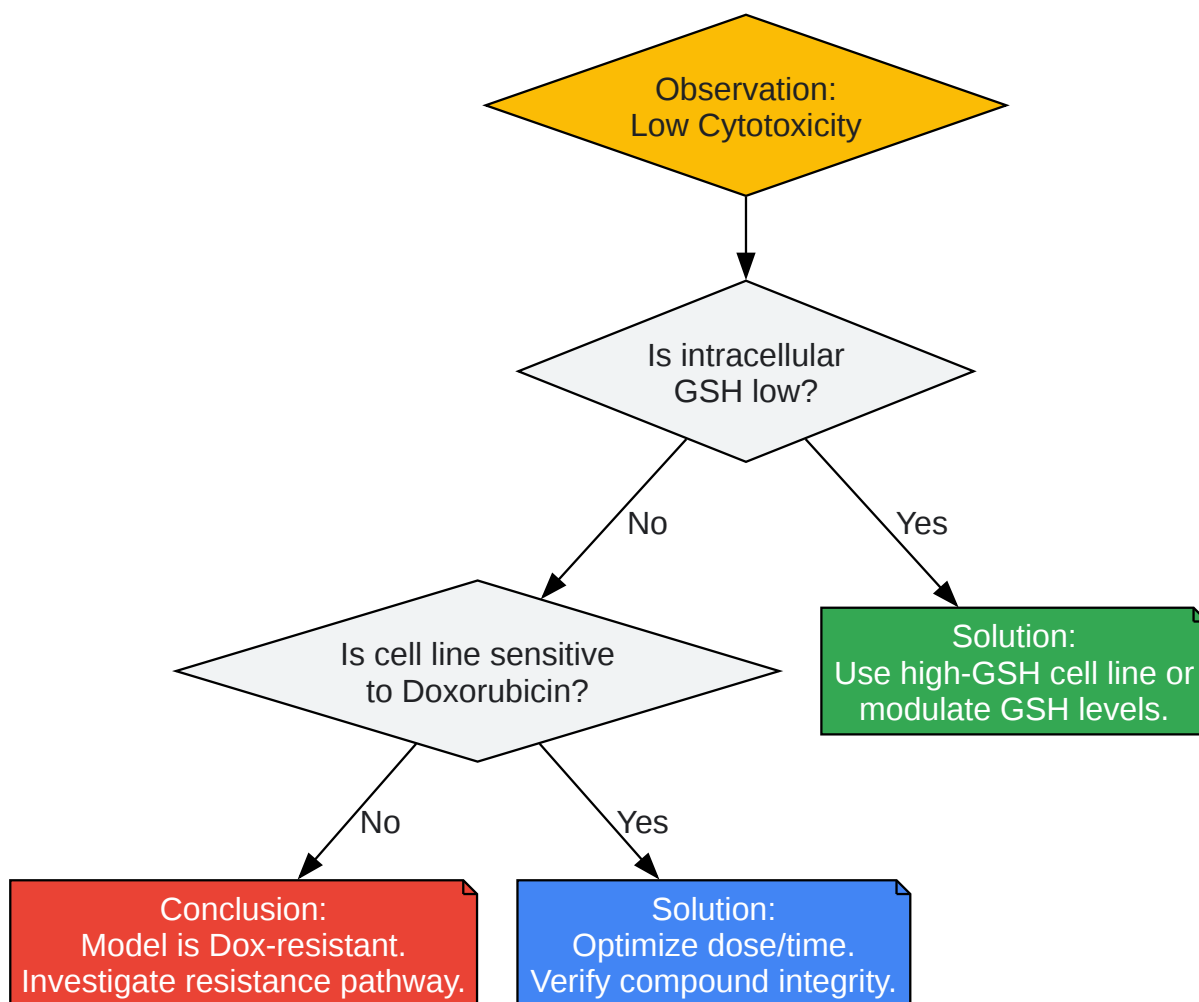 Observation:
Low Cytotoxicity
Is intracellular
GSH low?
No
Yes
Is cell line sensitive
to Doxorubicin?
Solution:
Use high-GSH cell line or
modulate GSH levels.
No
Yes
Conclusion:
Model is Dox-resistant.
Investigate resistance pathway.
Solution:
Optimize dose/time.
Verify compound integrity.